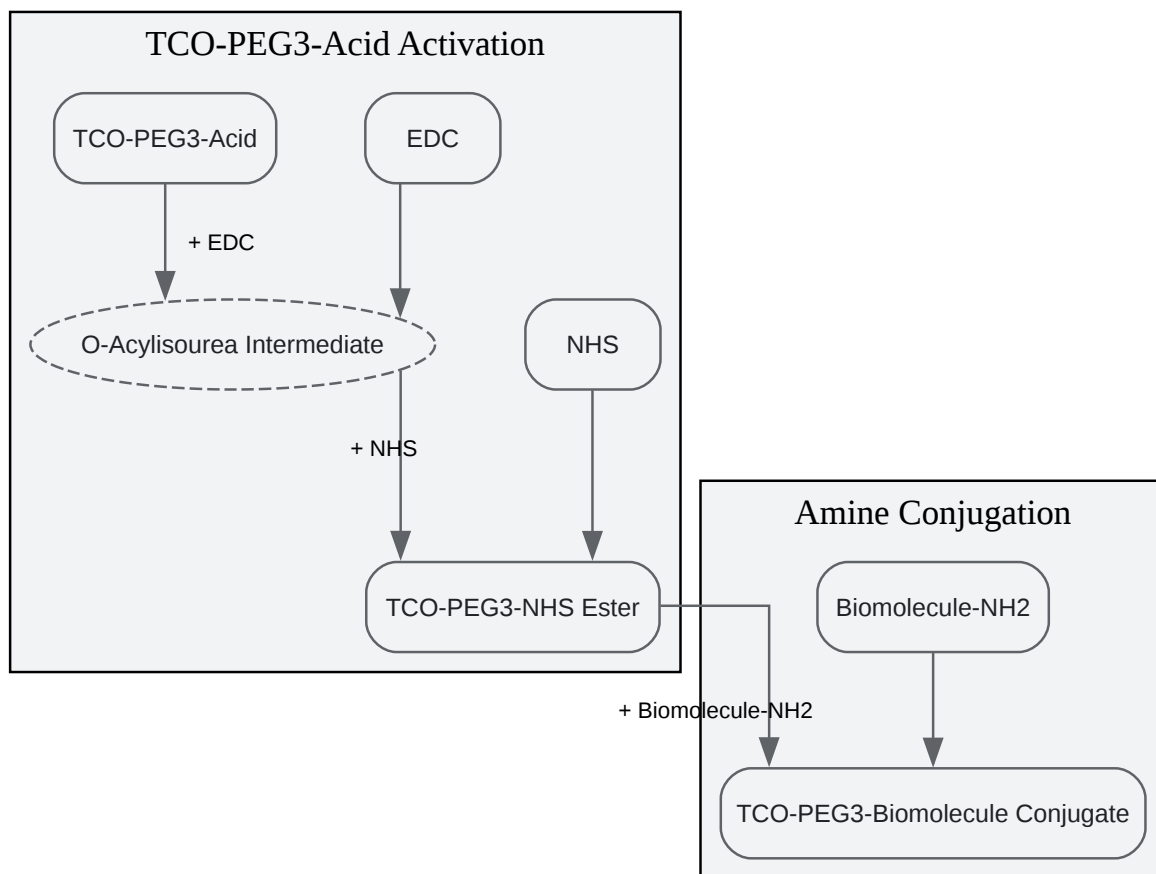 TCO-PEG3-Acid Activation
TCO-PEG3-Acid
EDC
+ EDC
O-Acylisourea Intermediate
NHS
+ NHS
TCO-PEG3-NHS Ester
Amine Conjugation
Biomolecule-NH2
+ Biomolecule-NH2
TCO-PEG3-Biomolecule Conjugate